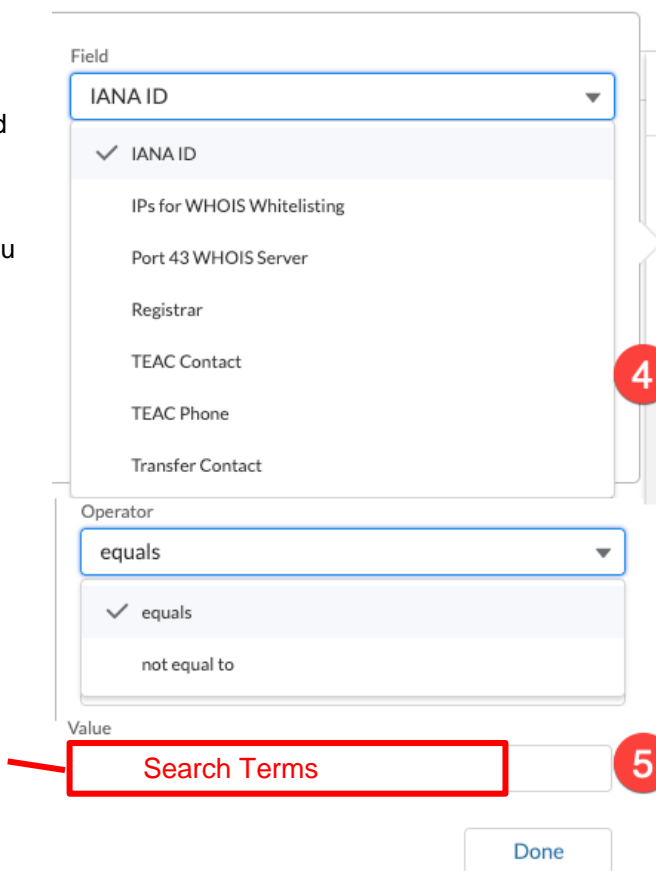 Field
IANA ID
d
IANA ID
IPs for WHOIS Whitelisting
u
Port 43 WHOIS Server
Registrar
TEAC Contact
4
TEAC Phone
Transfer Contact
Operator
equals
equals
not equal to
Value
Search Terms
5
Done